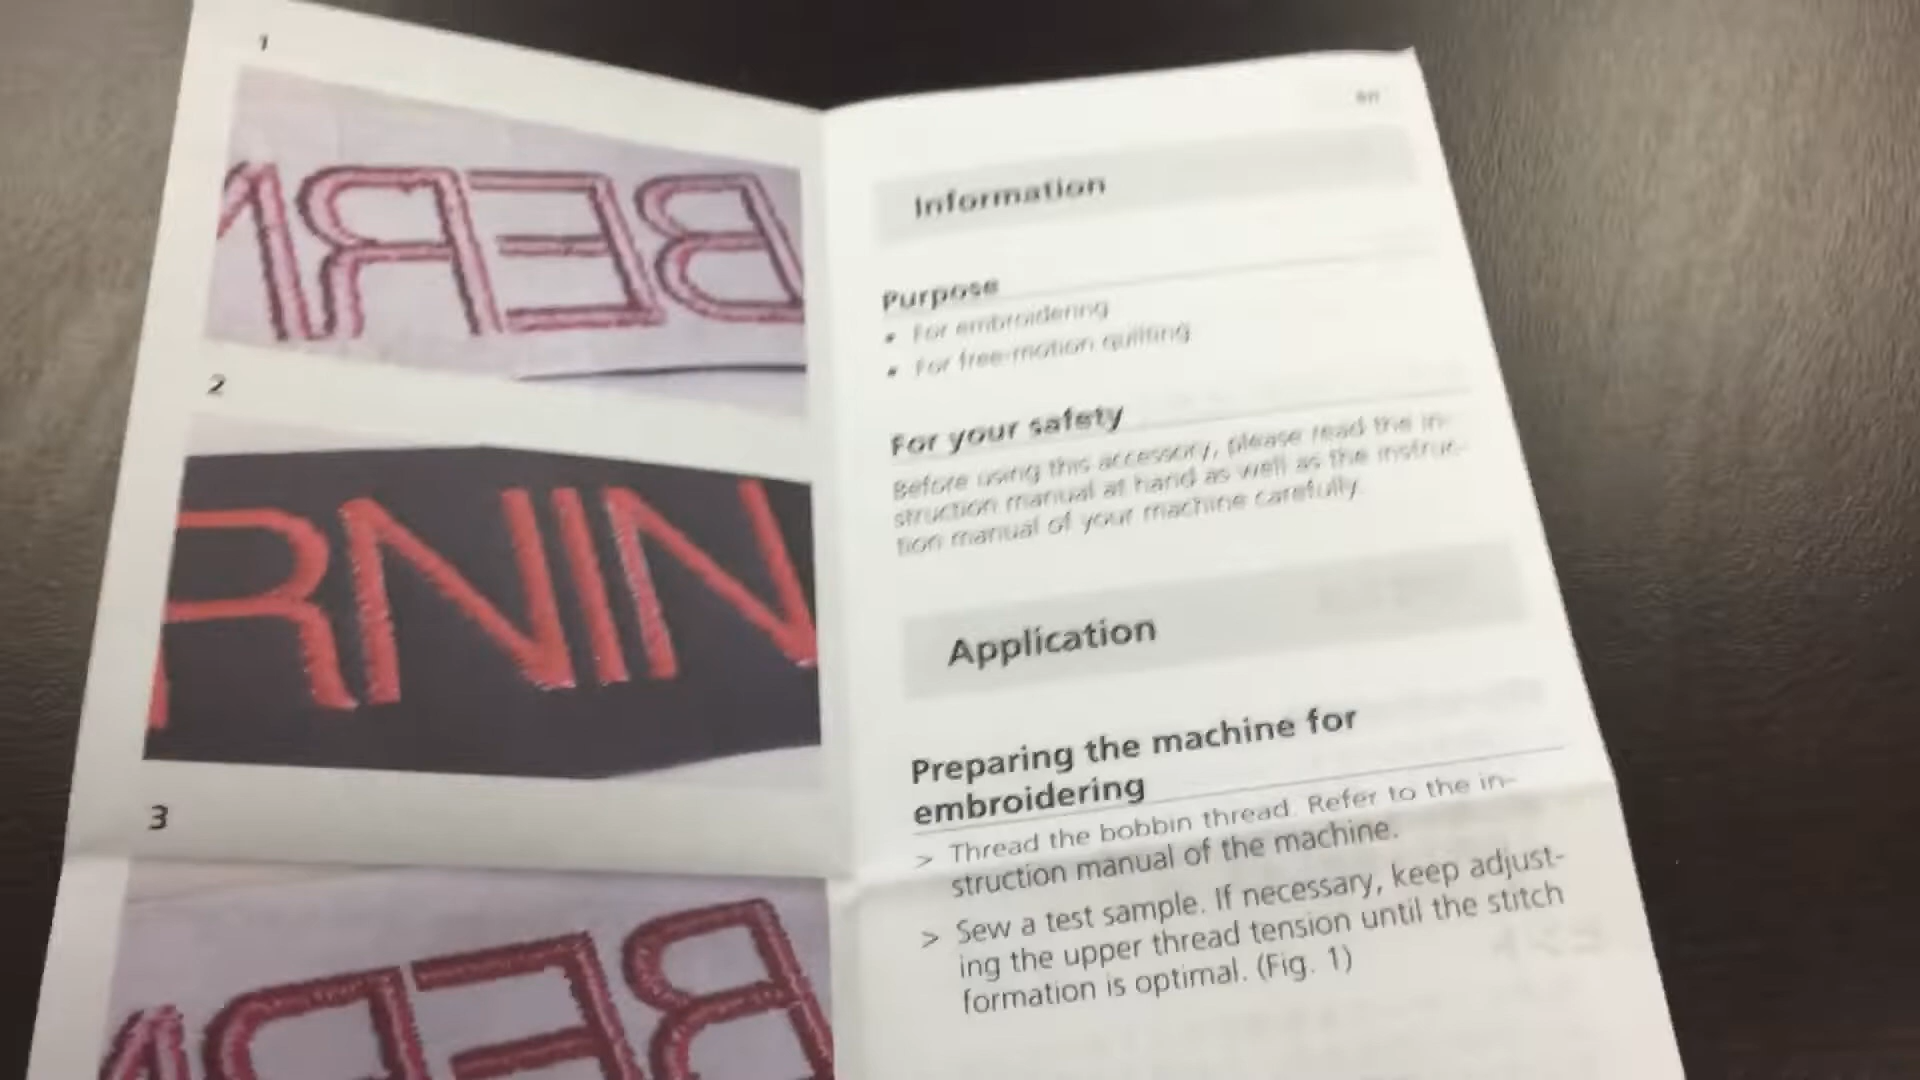 1
BERN
2
RNIN
3
BERN
en
Information
Purpose
• For embroidering
• For free-motion quilting
For your safety
Before using this accessory, please read the in-
struction manual at hand as well as the instruc-
tion manual of your machine carefully.
Application
Preparing the machine for
embroidering
> Thread the bobbin thread. Refer to the in-
struction manual of the machine.
> Sew a test sample. If necessary, keep adjust-
ing the upper thread tension until the stitch
formation is optimal. (Fig. 1)